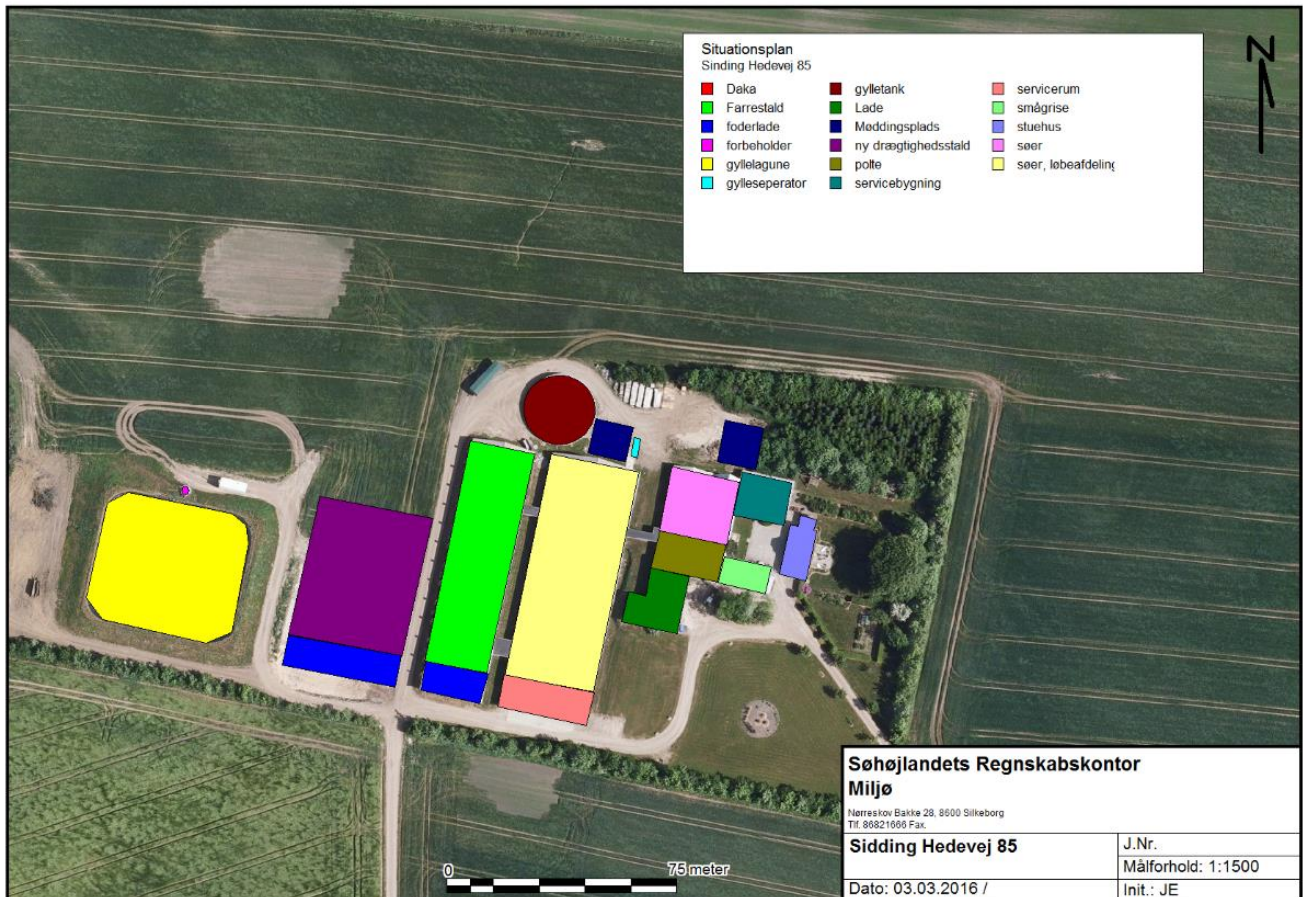 Situationsplan
Sinding Hedevej 85
Daka
Farrestald
foderlade
forbeholder
gyllelagune
gylleseperator
gylletank
Lade
Møddingsplads
ny drægtighedsstald
polte
servicebygning
servicerum
smågrise
stuehus
søer
søer, løbeafdeling
N
0 75 meter
Søhøjlandets Regnskabskontor
Miljø
Nørreskov Bakke 28, 8600 Silkeborg
Tlf. 86821666 Fax.
Sidding Hedevej 85
J.Nr.
Målforhold: 1:1500
Dato: 03.03.2016 /
Init.: JE